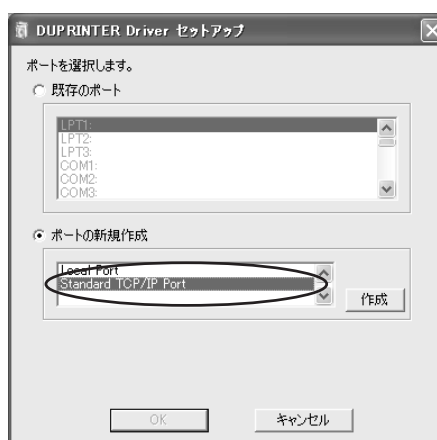 DUPRINTER Driver セットアップ
ポートを選択します。
既存のポート
LPT1:
LPT2:
LPT3:
COM1:
COM2:
COM3:
ポートの新規作成
Local Port
Standard TCP/IP Port
作成
OK
キャンセル